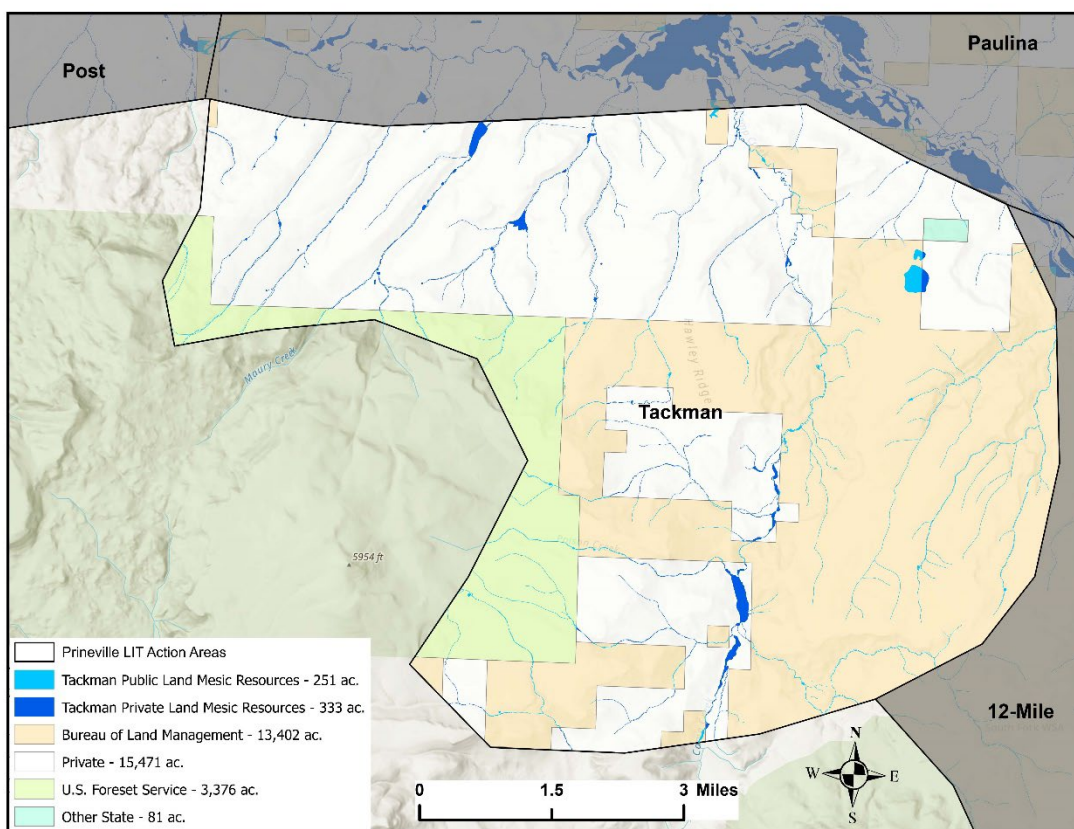 Post
Paulina
Maury Creek
Hawley Ridge
Tackman
5954 ft
Prineville LIT Action Areas
Tackman Public Land Mesic Resources - 251 ac.
Tackman Private Land Mesic Resources - 333 ac.
Bureau of Land Management - 13,402 ac.
Private - 15,471 ac.
U.S. Foreset Service - 3,376 ac.
Other State - 81 ac.
0 1.5 3 Miles
N
W E
S
12-Mile